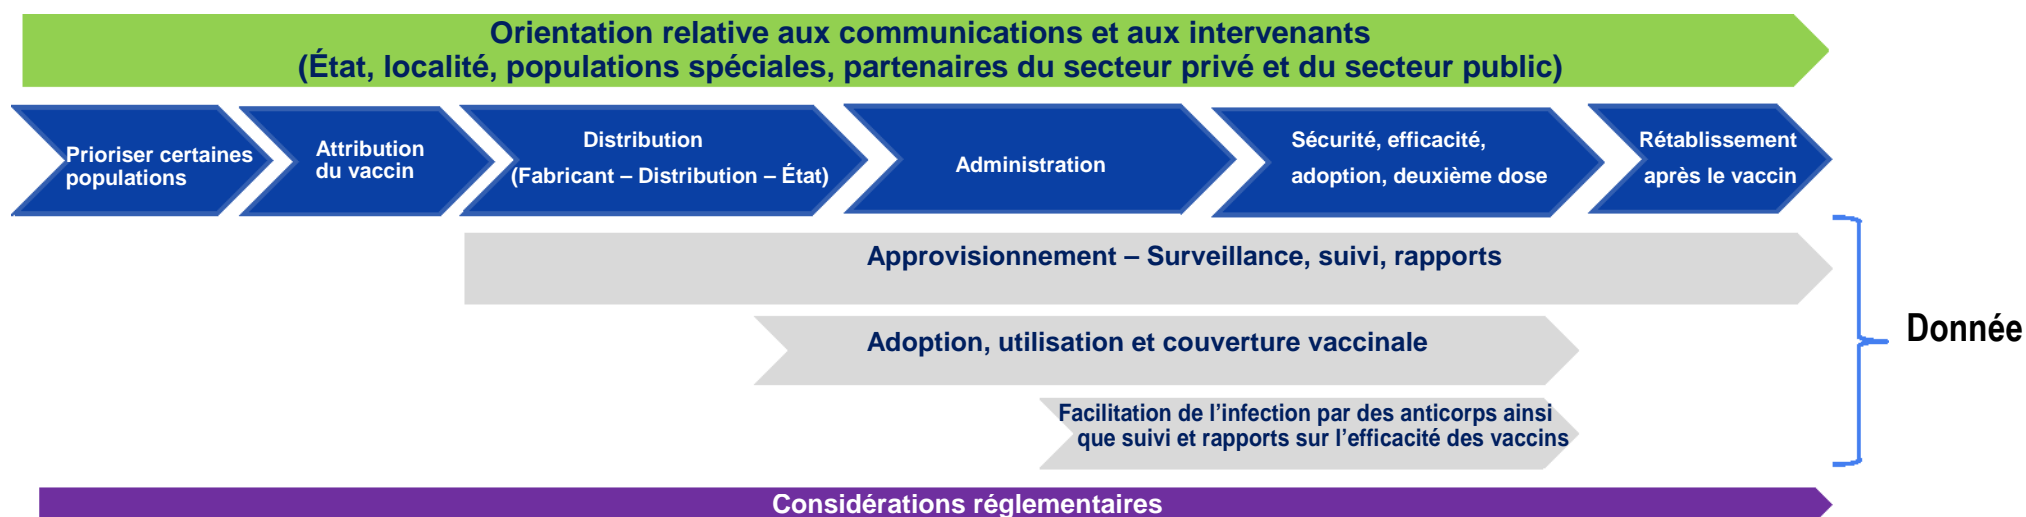 Orientation relative aux communications et aux intervenants
(État, localité, populations spéciales, partenaires du secteur privé et du secteur public)
Prioriser certaines
populations
Attribution
du vaccin
Distribution
(Fabricant – Distribution – État)
Administration
Sécurité, efficacité,
adoption, deuxième dose
Rétablissement
après le vaccin
Approvisionnement – Surveillance, suivi, rapports
Adoption, utilisation et couverture vaccinale
Facilitation de l’infection par des anticorps ainsi
que suivi et rapports sur l’efficacité des vaccins
Donnée
Considérations réglementaires